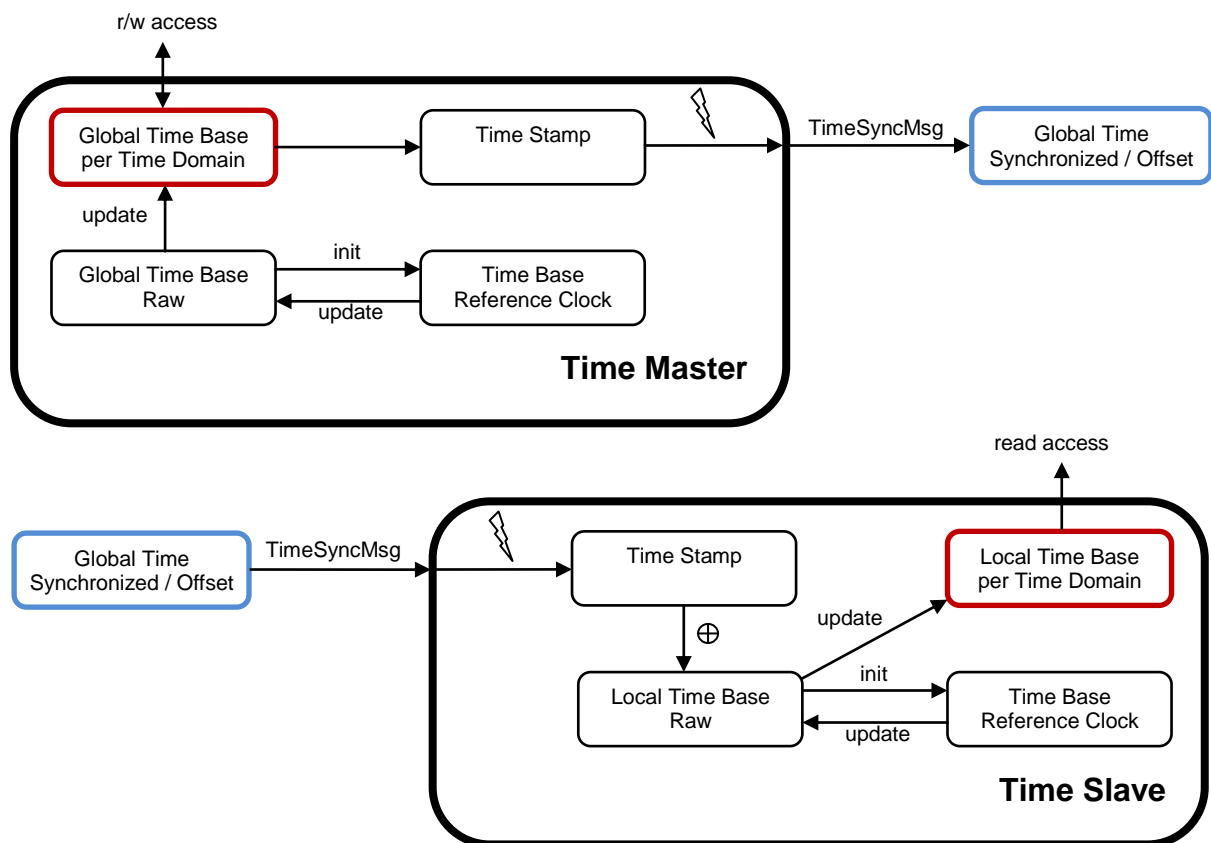 r/w access
Global Time Base
per Time Domain
Time Stamp
TimeSyncMsg
Global Time
Synchronized / Offset
update
Global Time Base
Raw
init
update
Time Base
Reference Clock
Time Master
read access
Global Time
Synchronized / Offset
TimeSyncMsg
Time Stamp
Local Time Base
per Time Domain
update
Local Time Base
Raw
init
update
Time Base
Reference Clock
Time Slave